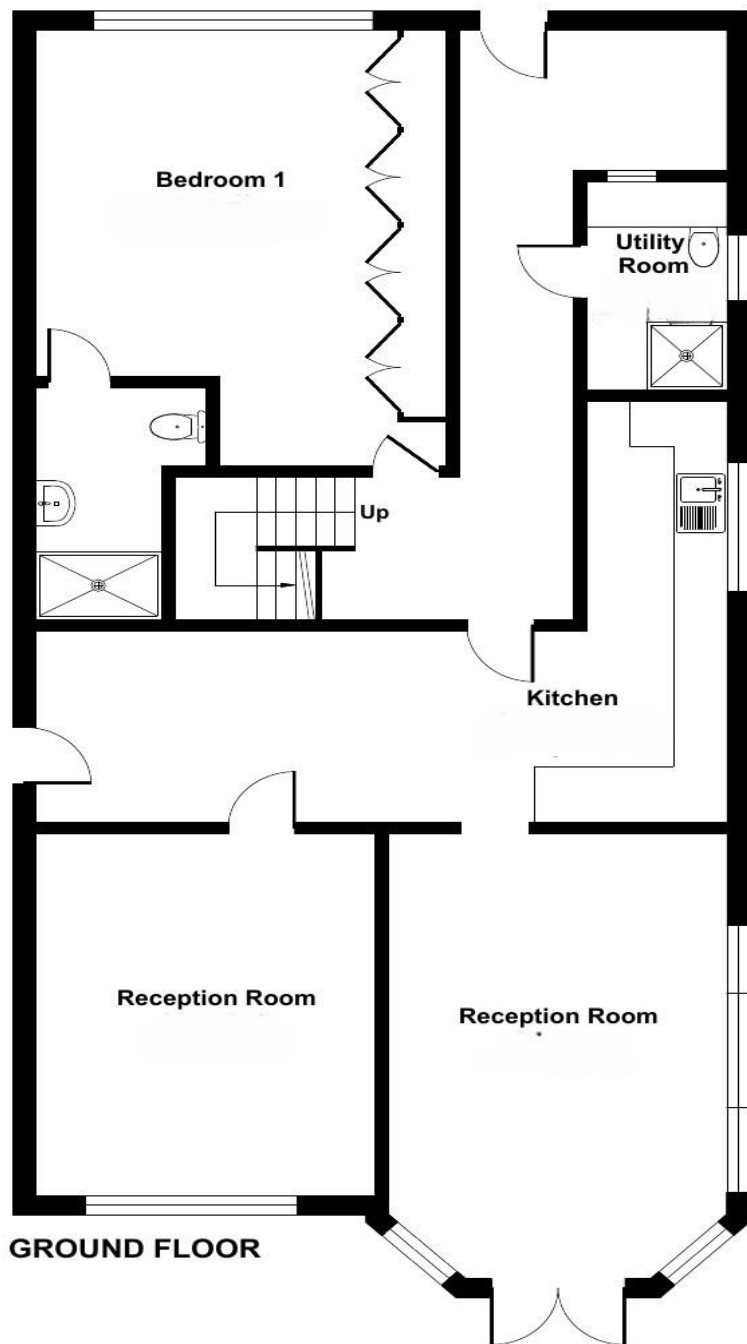 Bedroom 1
Utility
Room
Up
Kitchen
Reception Room
Reception Room
GROUND FLOOR